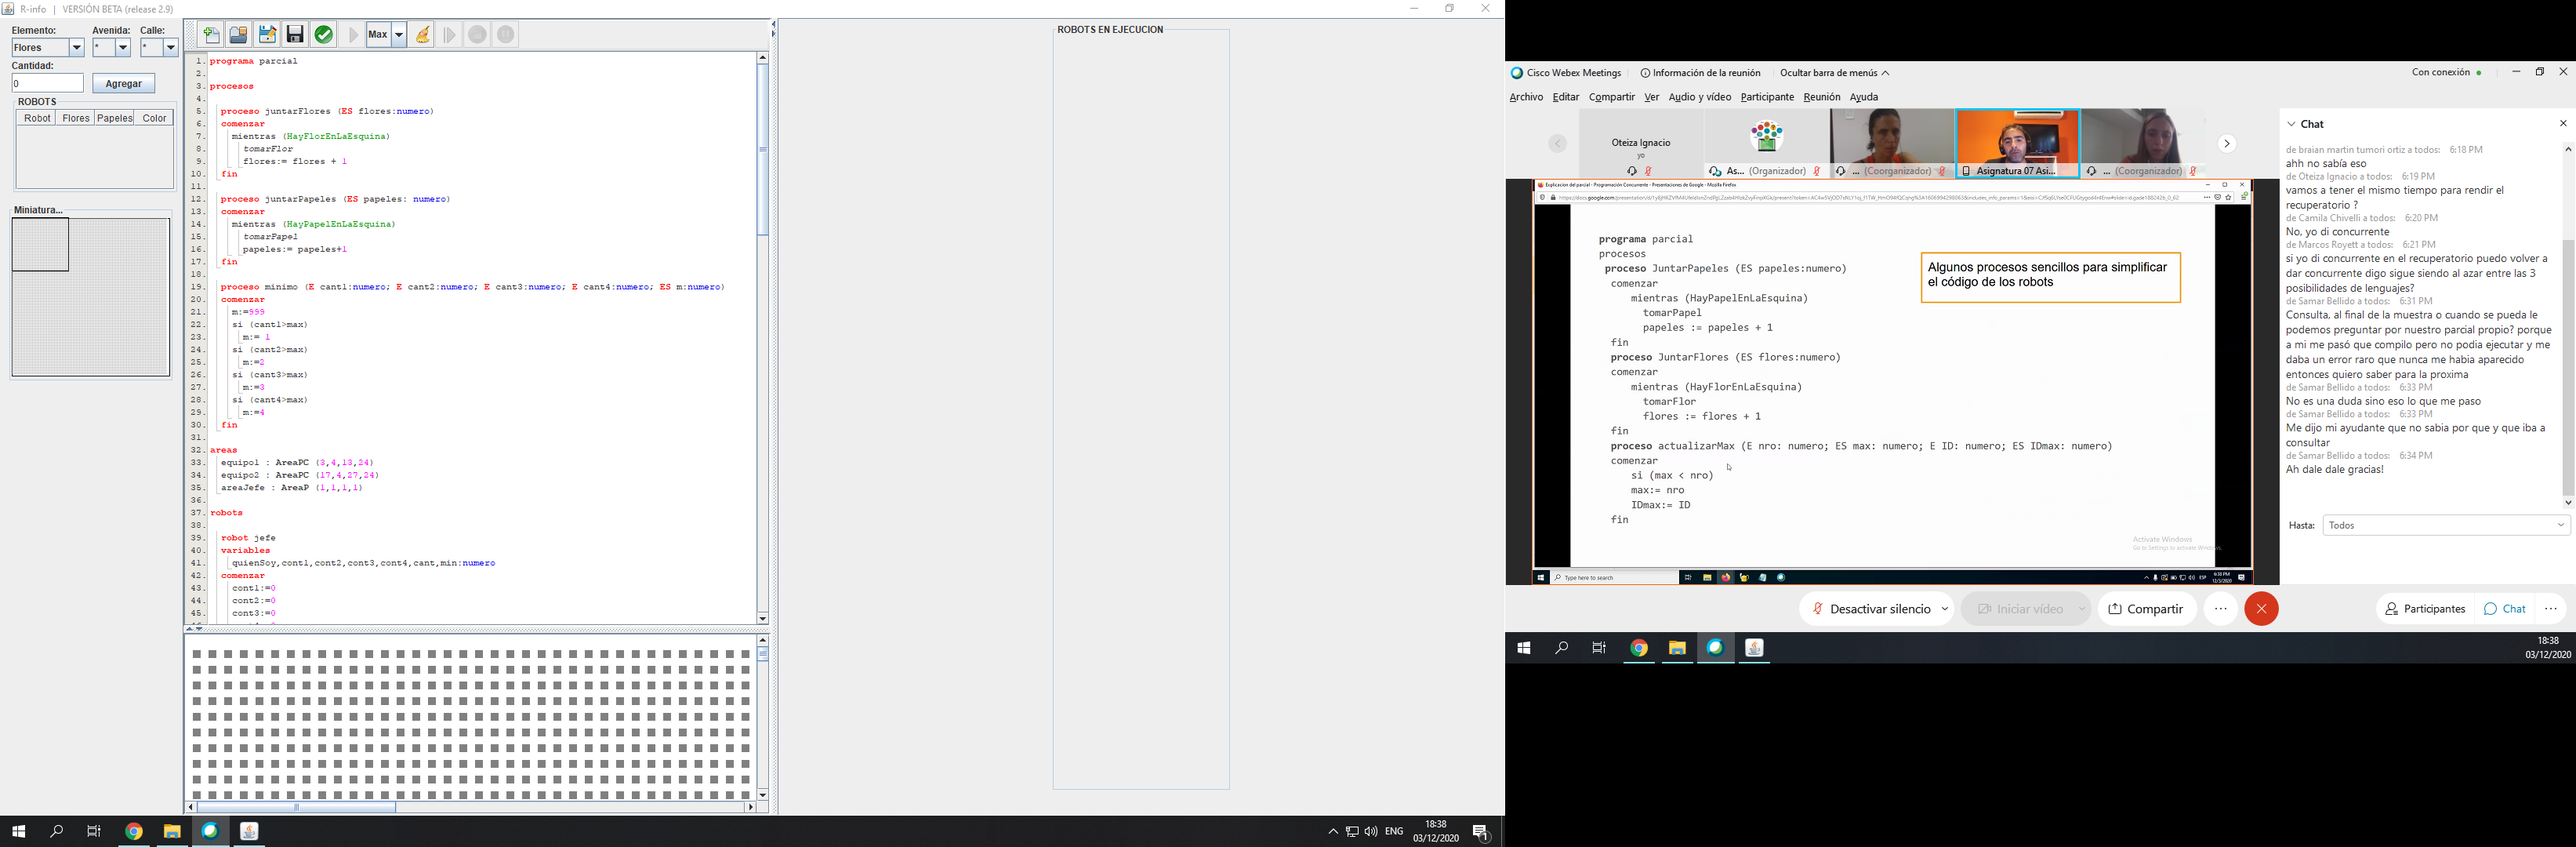 R-info | VERSIÓN BETA (release 2.9)
Elemento:
Avenida:
Calle:
Flores
*
*
Cantidad:
0
Agregar
ROBOTS
Robot
Flores
Papeles
Color
Miniatura...
Max
1. programa parcial
2.
3. procesos
4.
5. proceso juntarFlores (ES flores:numero)
6. comenzar
7. mientras (HayFlorEnLaEsquina)
8. tomarFlor
9. flores:= flores + 1
10. fin
11.
12. proceso juntarPapeles (ES papeles: numero)
13. comenzar
14. mientras (HayPapelEnLaEsquina)
15. tomarPapel
16. papeles:= papeles+1
17. fin
18.
19. proceso minimo (E cant1:numero; E cant2:numero; E cant3:numero; E cant4:numero; ES m:numero)
20. comenzar
21. m:=999
22. si (cant1>max)
23. m:= 1
24. si (cant2>max)
25. m:=2
26. si (cant3>max)
27. m:=3
28. si (cant4>max)
29. m:=4
30. fin
31.
32. areas
33. equipo1 : AreaPC (3,4,13,24)
34. equipo2 : AreaPC (17,4,27,24)
35. areaJefe : AreaP (1,1,1,1)
36.
37. robots
38.
39. robot jefe
40. variables
41. quienSoy,cont1,cont2,cont3,cont4,cant,min:numero
42. comenzar
43. cont1:=0
44. cont2:=0
45. cont3:=0
ROBOTS EN EJECUCION
ENG
18:38
03/12/2020
1
Cisco Webex Meetings
Información de la reunión
Ocultar barra de menús
Con conexión
Archivo Editar Compartir Ver Audio y vídeo Participante Reunión Ayuda
Oteiza Ignacio
yo
As... (Organizador)
... (Coorganizador)
Asignatura 07 Asi...
... (Coorganizador)
Explicacion del parcial - Programación Concurrente - Presentaciones de Google - Mozilla Firefox
programa parcial
procesos
proceso JuntarPapeles (ES papeles:numero)
comenzar
mientras (HayPapelEnLaEsquina)
tomarPapel
papeles := papeles + 1
fin
proceso JuntarFlores (ES flores:numero)
comenzar
mientras (HayFlorEnLaEsquina)
tomarFlor
flores := flores + 1
fin
proceso actualizarMax (E nro: numero; ES max: numero; E ID: numero; ES IDmax: numero)
comenzar
si (max < nro)
max:= nro
IDmax:= ID
fin
Algunos procesos sencillos para simplificar
el código de los robots
Activate Windows
Go to Settings to activate Windows.
Type here to search
Chat
de braian martin tumori ortiz a todos: 6:18 PM
ahh no sabía eso
de Oteiza Ignacio a todos: 6:19 PM
vamos a tener el mismo tiempo para rendir el
recuperatorio ?
de Camila Chivelli a todos: 6:20 PM
No, yo di concurrente
de Marcos Royett a todos: 6:21 PM
si yo di concurrente en el recuperatorio puedo volver a
dar concurrente digo sigue siendo al azar entre las 3
posibilidades de lenguajes?
de Samar Bellido a todos: 6:31 PM
Consulta, al final de la muestra o cuando se pueda le
podemos preguntar por nuestro parcial propio? porque
a mi me pasó que compilo pero no podia ejecutar y me
daba un error raro que nunca me habia aparecido
entonces quiero saber para la proxima
de Samar Bellido a todos: 6:33 PM
No es una duda sino eso lo que me paso
de Samar Bellido a todos: 6:33 PM
Me dijo mi ayudante que no sabia por que y que iba a
consultar
de Samar Bellido a todos: 6:34 PM
Ah dale dale gracias!
Hasta:
Todos
Desactivar silencio
Iniciar vídeo
Compartir
Participantes
Chat
18:38
03/12/2020